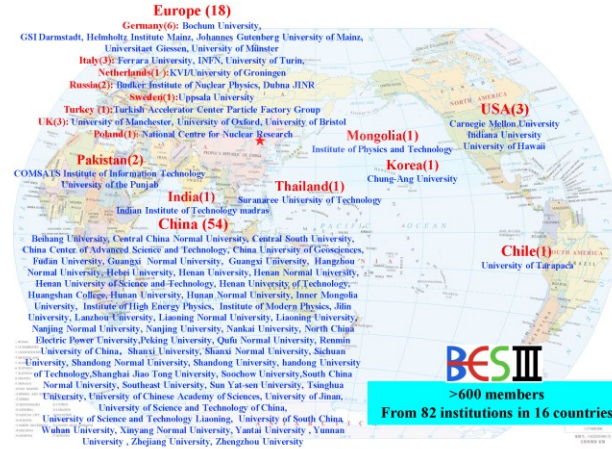 Europe (18)
Germany(6): Bochum University,
GSI Darmstadt, Helmholtz Institute Mainz, Johannes Gutenberg University of Mainz,
Universitaet Giessen, University of Münster
Italy(3): Ferrara University, INFN, University of Turin,
Netherlands(1):KVI/University of Groningen
Russia(2): Budker Institute of Nuclear Physics, Dubna JINR
Sweden(1):Uppsala University
Turkey (1):Turkish Accelerator Center Particle Factory Group
UK(3): University of Manchester, University of Oxford, University of Bristol
Poland(1): National Centre for Nuclear Research
Pakistan(2)
COMSATS Institute of Information Technology
University of the Punjab
India(1)
Indian Institute of Technology madras
Mongolia(1)
Institute of Physics and Technology
Korea(1)
Chung-Ang University
Thailand(1)
Suranaree University of Technology
USA(3)
Carnegie Mellon University
Indiana University
University of Hawaii
NORTH AMERICA
PACIFIC OCEAN
SOUTH AMERICA
Chile(1)
University of Tarapaca
China (54)
Beihang University, Central China Normal University, Central South University,
China Center of Advanced Science and Technology, China University of Geosciences,
Fudan University, Guangxi Normal University, Guangxi University, Hangzhou
Normal University, Hebei University, Henan University, Henan Normal University,
Henan University of Science and Technology, Henan University of Technology,
Huangshan College, Hunan University, Hunan Normal University, Inner Mongolia
University, Institute of High Energy Physics, Institute of Modern Physics, Jilin
University, Lanzhou University, Liaoning Normal University, Liaoning University,
Nanjing Normal University, Nanjing University, Nankai University, North China
Electric Power University,Peking University, Qufu Normal University, Renmin
University of China, Shanxi University, Shanxi Normal University, Sichuan
University, Shandong Normal University, Shandong University, handong University
of Technology,Shanghai Jiao Tong University, Soochow University,South China
Normal University, Southeast University, Sun Yat-sen University, Tsinghua
University, University of Chinese Academy of Sciences, University of Jinan,
University of Science and Technology of China,
University of Science and Technology Liaoning, University of South China
Wuhan University, Xinyang Normal University, Yantai University , Yunnan
University , Zhejiang University, Zhengzhou University
BESIII
>600 members
From 82 institutions in 16 countries